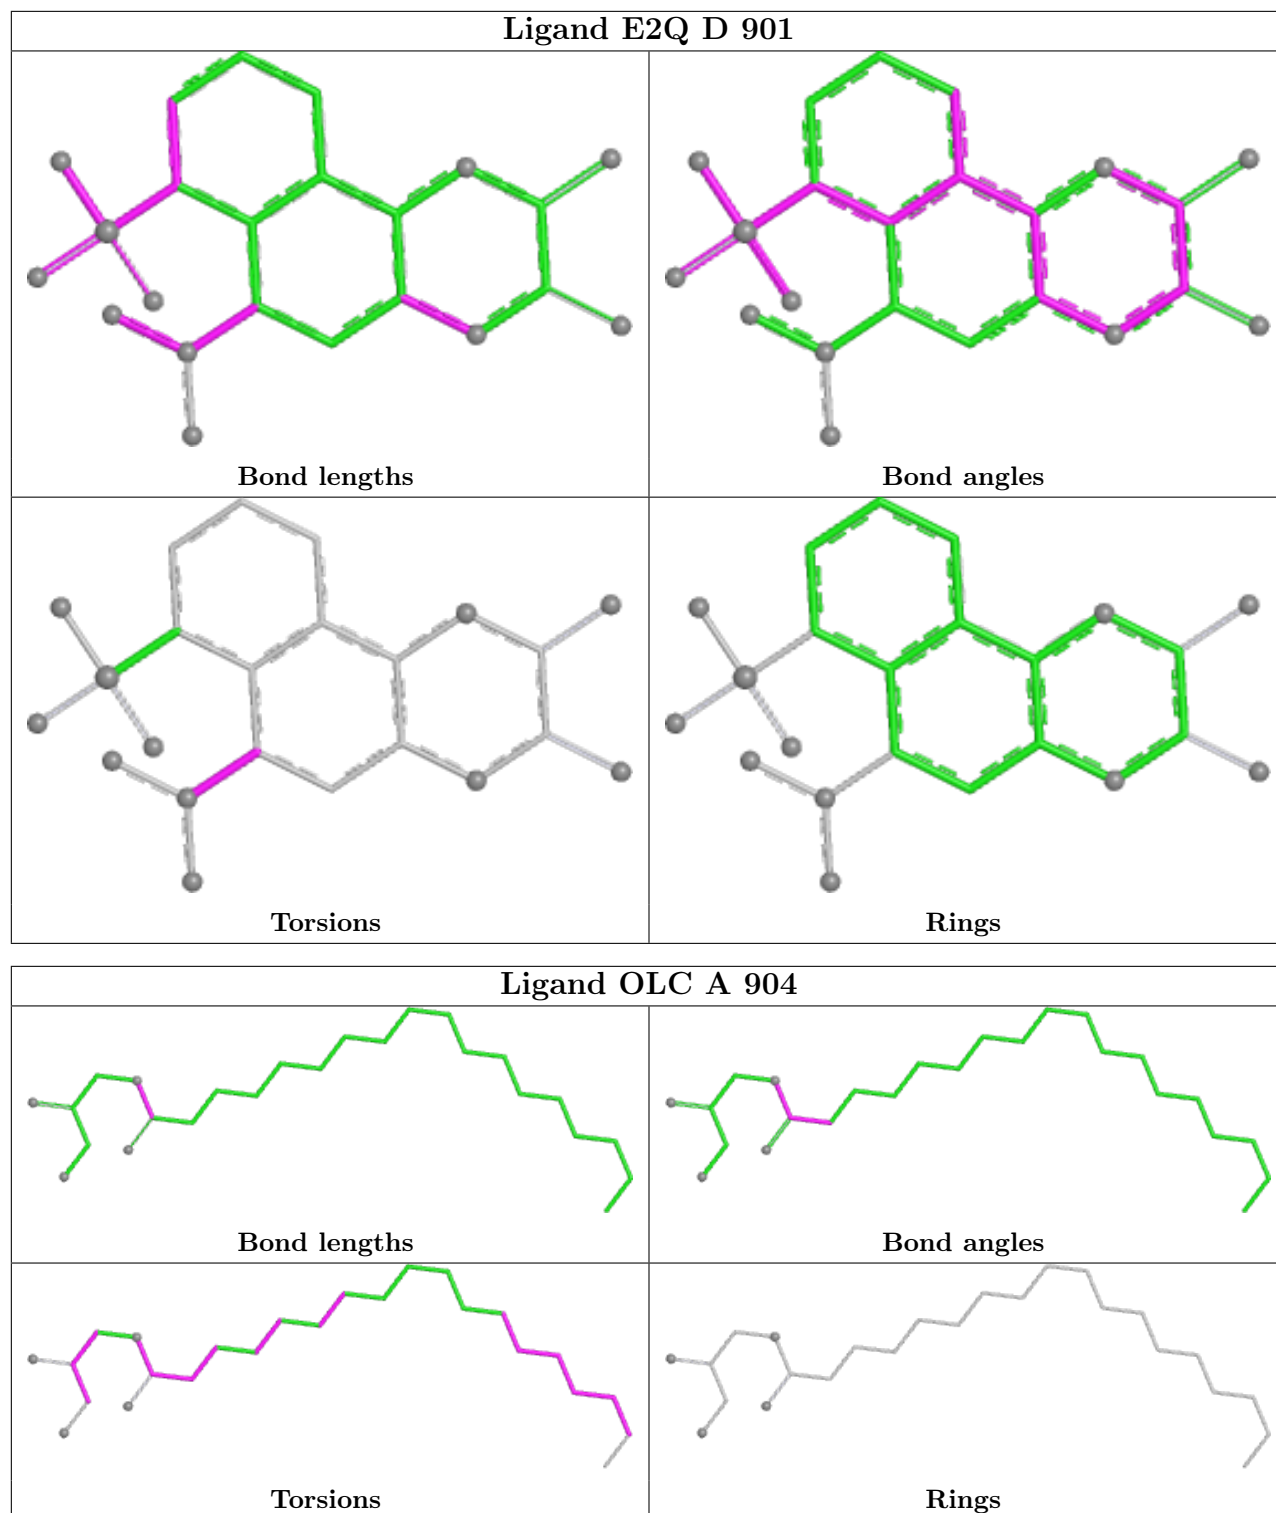 Ligand E2Q D 901
Bond lengths
Bond angles
Torsions
Rings
Ligand OLC A 904
Bond lengths
Bond angles
Torsions
Rings